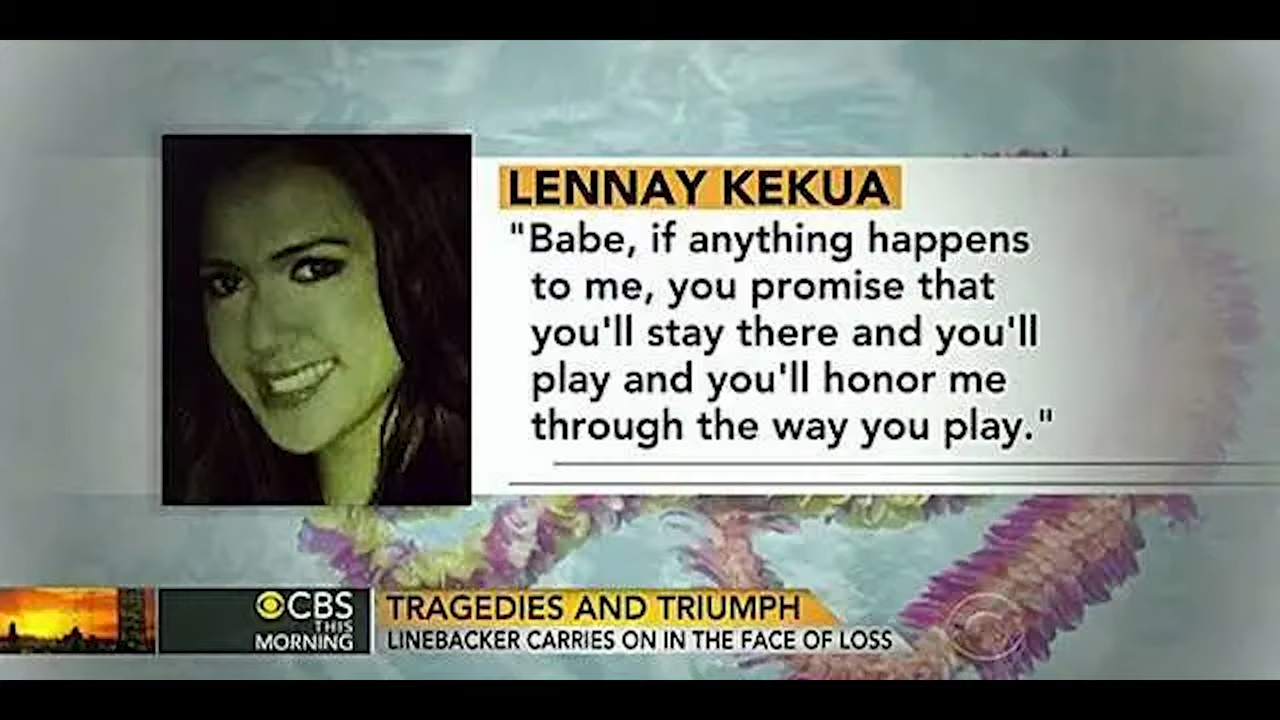 LENNAY KEKUA
"Babe, if anything happens
to me, you promise that
you'll stay there and you'll
play and you'll honor me
through the way you play."
CBS
THIS
MORNING
TRAGEDIES AND TRIUMPH
LINEBACKER CARRIES ON IN THE FACE OF LOSS